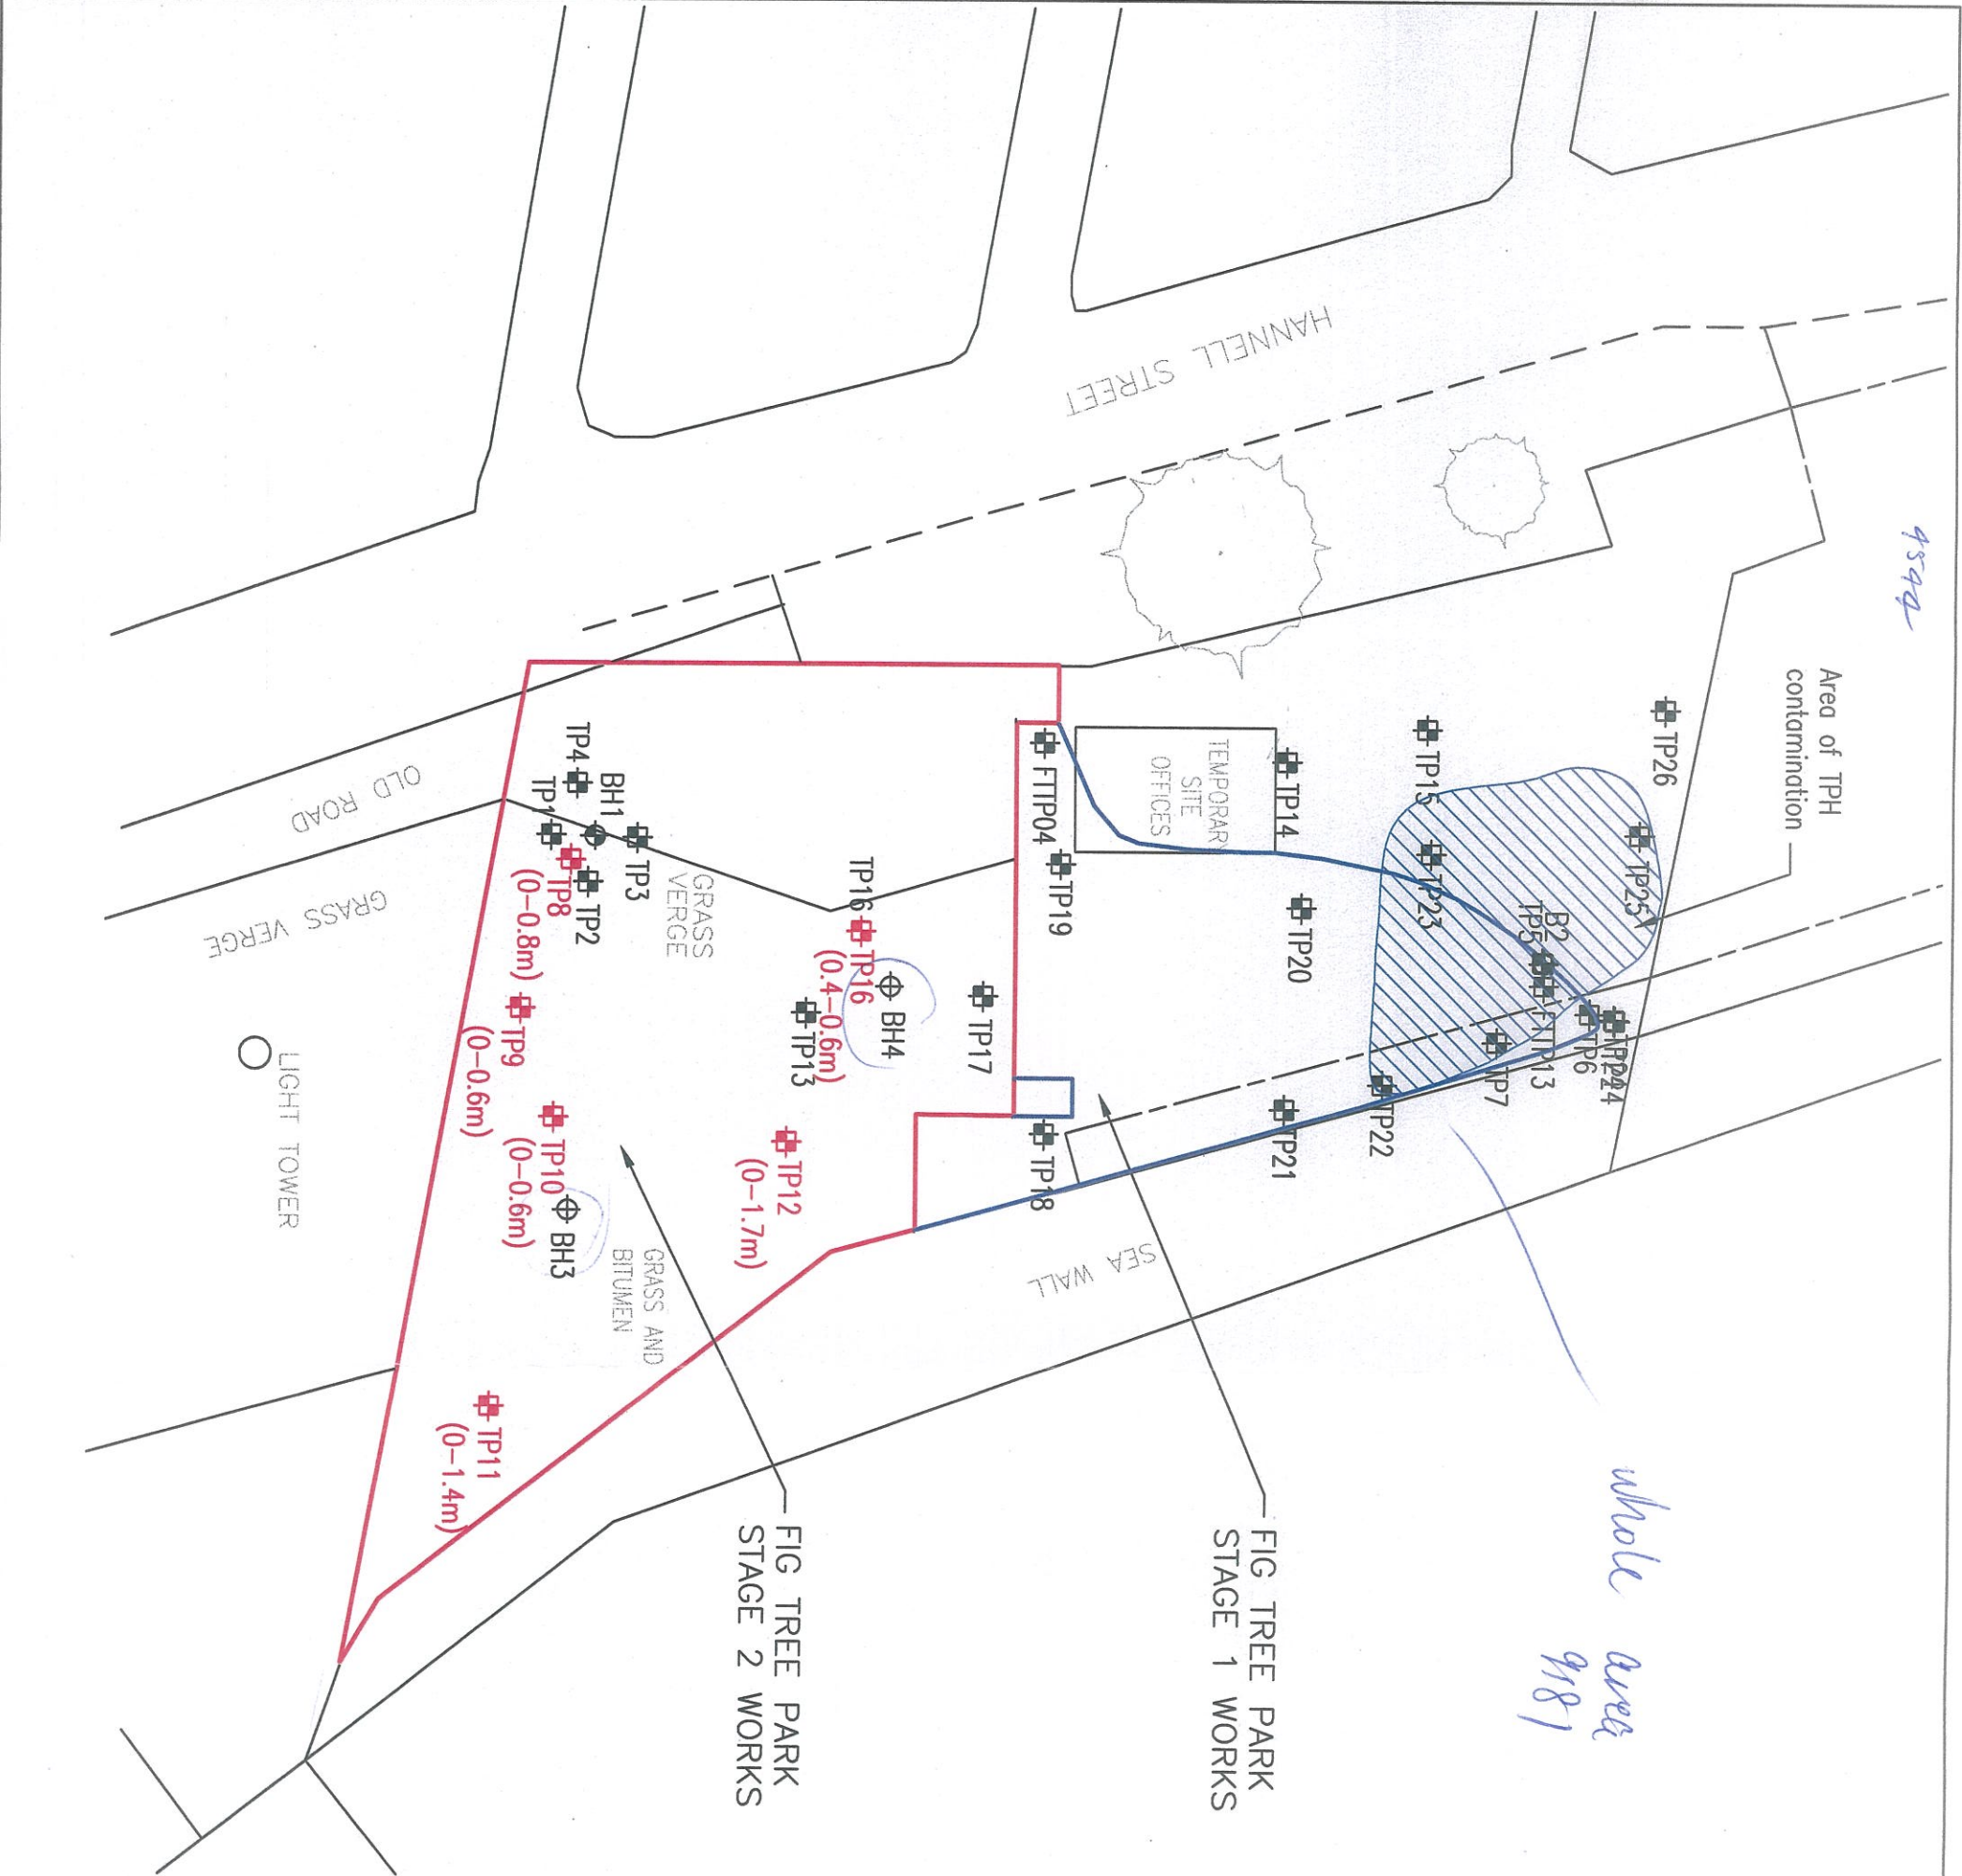 HANNELL STREET
Area of TPH
contamination
TP26
TP15
TP14
TEMPORARY
SITE
OFFICES
FTTP04
TP25
TP23
B2
TP5
TP19
TP20
TP13
TP6
TP24
TP7
TP22
TP21
TP18
TP17
TP4
BH1
TP1
TP3
TP2
TP8
(0-0.8m)
GRASS
VERGE
OLD ROAD
GRASS VERGE
TP16
TP16
(0.4-0.6m)
BH4
TP13
TP9
(0-0.6m)
TP10
(0-0.6m)
BH3
TP12
(0-1.7m)
TP11
(0-1.4m)
GRASS AND
BITUMEN
LIGHT TOWER
SEA WALL
FIG TREE PARK
STAGE 1 WORKS
FIG TREE PARK
STAGE 2 WORKS
whole area